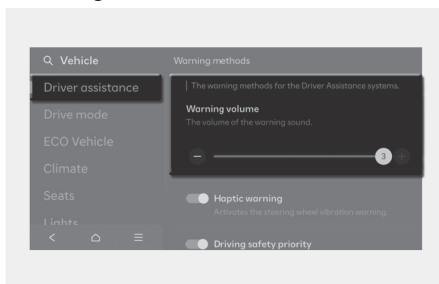 Vehicle
Warning methods
Driver assistance
The warning methods for the Driver Assistance systems.
Drive mode
Warning volume
The volume of the warning sound.
ECO Vehicle
3
Climate
Seats
Haptic warning
Activates the steering wheel vibration warning.
Lights
Driving safety priority